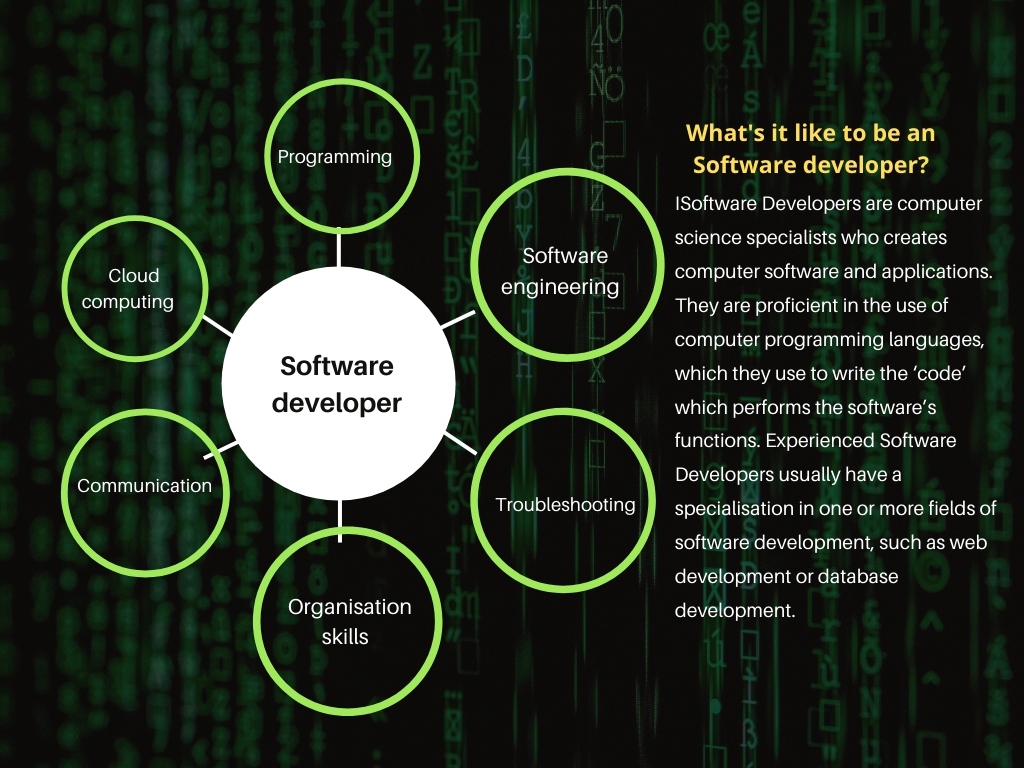 Programming
Cloud
computing
Software
engineering
Software
developer
Communication
Troubleshooting
Organisation
skills
What's it like to be an
Software developer?
ISoftware Developers are computer
science specialists who creates
computer software and applications.
They are proficient in the use of
computer programming languages,
which they use to write the ‘code’
which performs the software’s
functions. Experienced Software
Developers usually have a
specialisation in one or more fields of
software development, such as web
development or database
development.